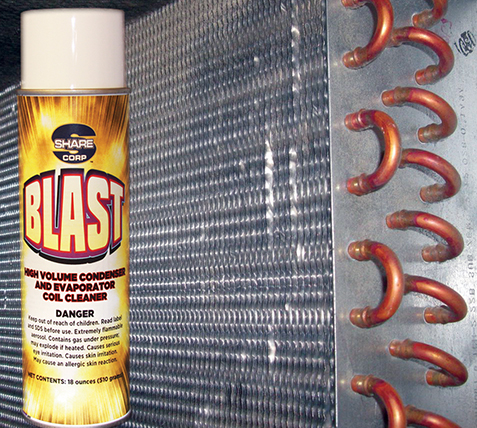 SHARE
CORP
BLAST
HIGH VOLUME CONDENSER
AND EVAPORATOR
COIL CLEANER
DANGER
Keep out of reach of children. Read label
and SDS before use. Extremely flammable
aerosol. Contains gas under pressure;
may explode if heated. Causes serious
eye irritation. Causes skin irritation.
May cause an allergic skin reaction.
NET CONTENTS: 18 ounces (510 grams)